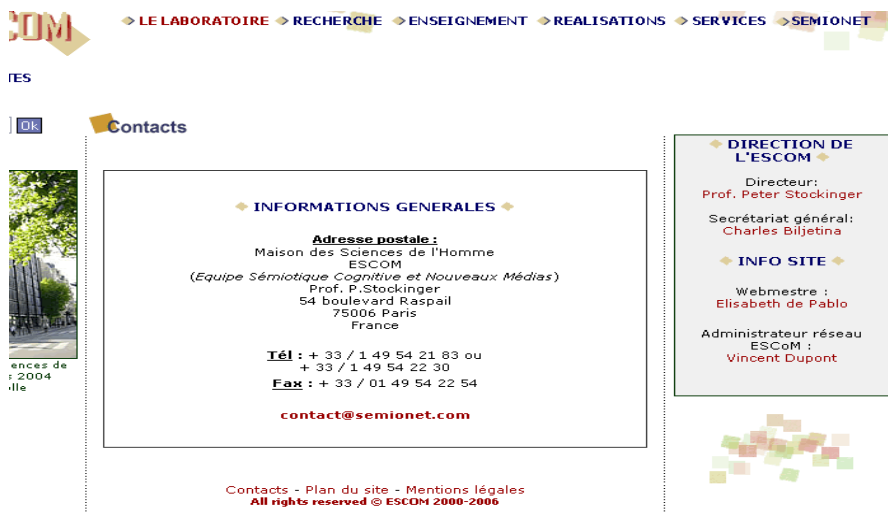 COM
LE LABORATOIRE RECHERCHE ENSEIGNEMENT REALISATIONS SERVICES SEMIONET
TES
Ok
Contacts
INFORMATIONS GENERALES
Adresse postale :
Maison des Sciences de l'Homme
ESCOM
(Equipe Sémiotique Cognitive et Nouveaux Médias)
Prof. P.Stockinger
54 boulevard Raspail
75006 Paris
France
Tél : + 33 / 1 49 54 21 83 ou
+ 33 / 1 49 54 22 30
Fax : + 33 / 01 49 54 22 54
contact@semionet.com
DIRECTION DE
L'ESCOM
Directeur:
Prof. Peter Stockinger
Secrétariat général:
Charles Biljetina
INFO SITE
Webmestre :
Elisabeth de Pablo
Administrateur réseau
ESCoM :
Vincent Dupont
ences de
s 2004
lle
Contacts - Plan du site - Mentions légales
All rights reserved © ESCOM 2000-2006